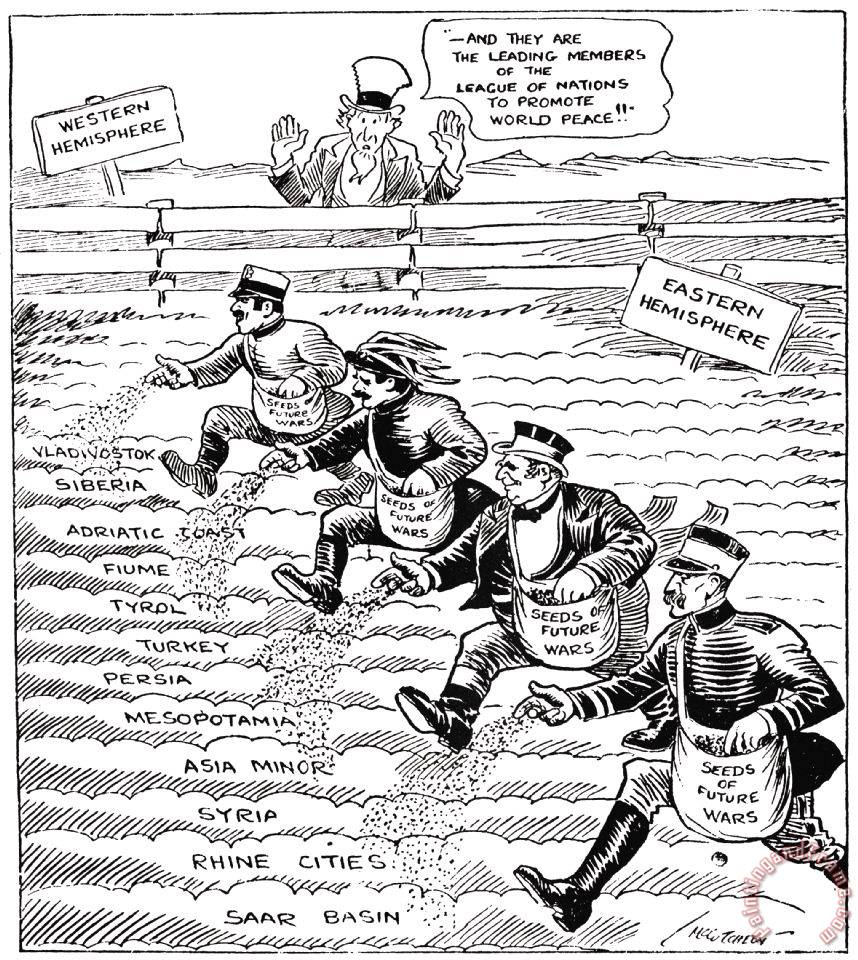 "—AND THEY ARE
THE LEADING MEMBERS
OF THE
LEAGUE OF NATIONS
TO PROMOTE
WORLD PEACE!!"
WESTERN
HEMISPHERE
EASTERN
HEMISPHERE
SEEDS OF
FUTURE
WARS
SEEDS OF
FUTURE
WARS
SEEDS OF
FUTURE
WARS
SEEDS
OF
FUTURE
WARS
VLADIVOSTOK
SIBERIA
ADRIATIC COAST
FIUME
TYROL
TURKEY
PERSIA
MESOPOTAMIA
ASIA MINOR
SYRIA
RHINE CITIES
SAAR BASIN
McCUTCHEON